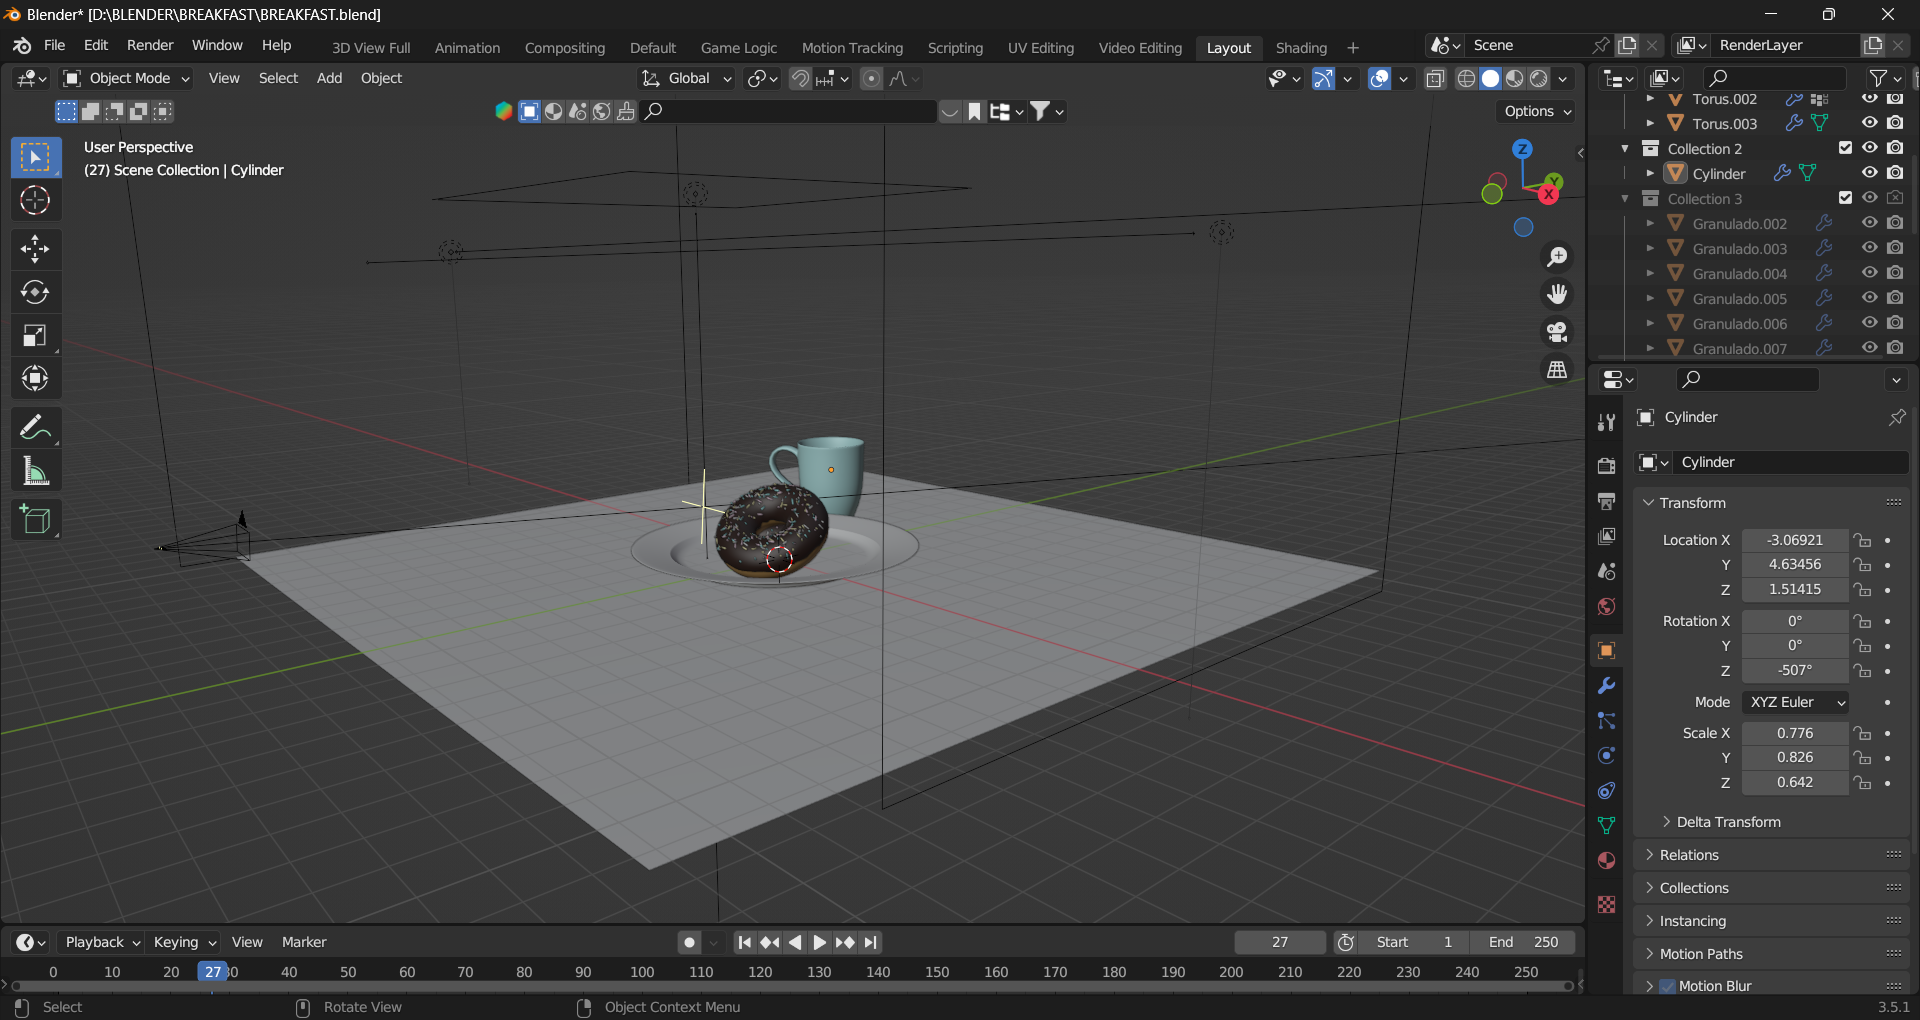 Blender* [D:\BLENDER\BREAKFAST\BREAKFAST.blend]
File Edit Render Window Help 3D View Full Animation Compositing Default Game Logic Motion Tracking Scripting UV Editing Video Editing Layout Shading + Scene RenderLayer
Object Mode View Select Add Object Global
Options
User Perspective
(27) Scene Collection | Cylinder
Z
Y
X
Torus.002
Torus.003
Collection 2
Cylinder
Collection 3
Granulado.002
Granulado.003
Granulado.004
Granulado.005
Granulado.006
Granulado.007
Cylinder
Cylinder
Transform
Location X -3.06921
Y 4.63456
Z 1.51415
Rotation X 0°
Y 0°
Z -507°
Mode XYZ Euler
Scale X 0.776
Y 0.826
Z 0.642
Delta Transform
Relations
Collections
Instancing
Motion Paths
Motion Blur
Playback Keying View Marker 27 Start 1 End 250
0 10 20 27 40 50 60 70 80 90 100 110 120 130 140 150 160 170 180 190 200 210 220 230 240 250
Select Rotate View Object Context Menu 3.5.1